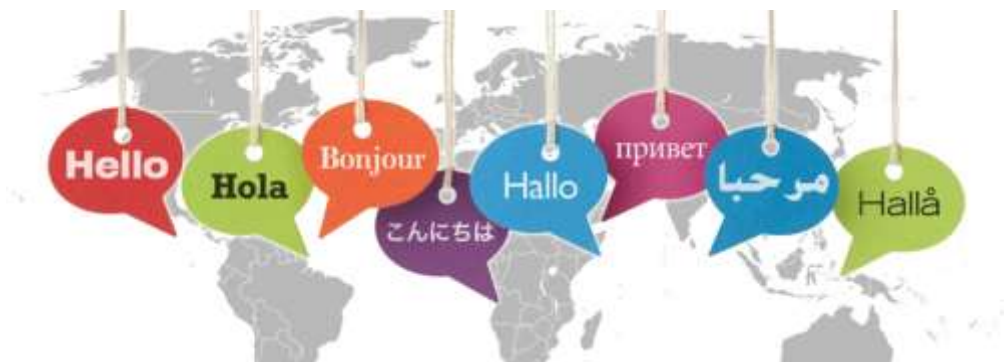 Hello
Hola
Bonjour
こんにちは
Hallo
привет
مرحبا
Hallå